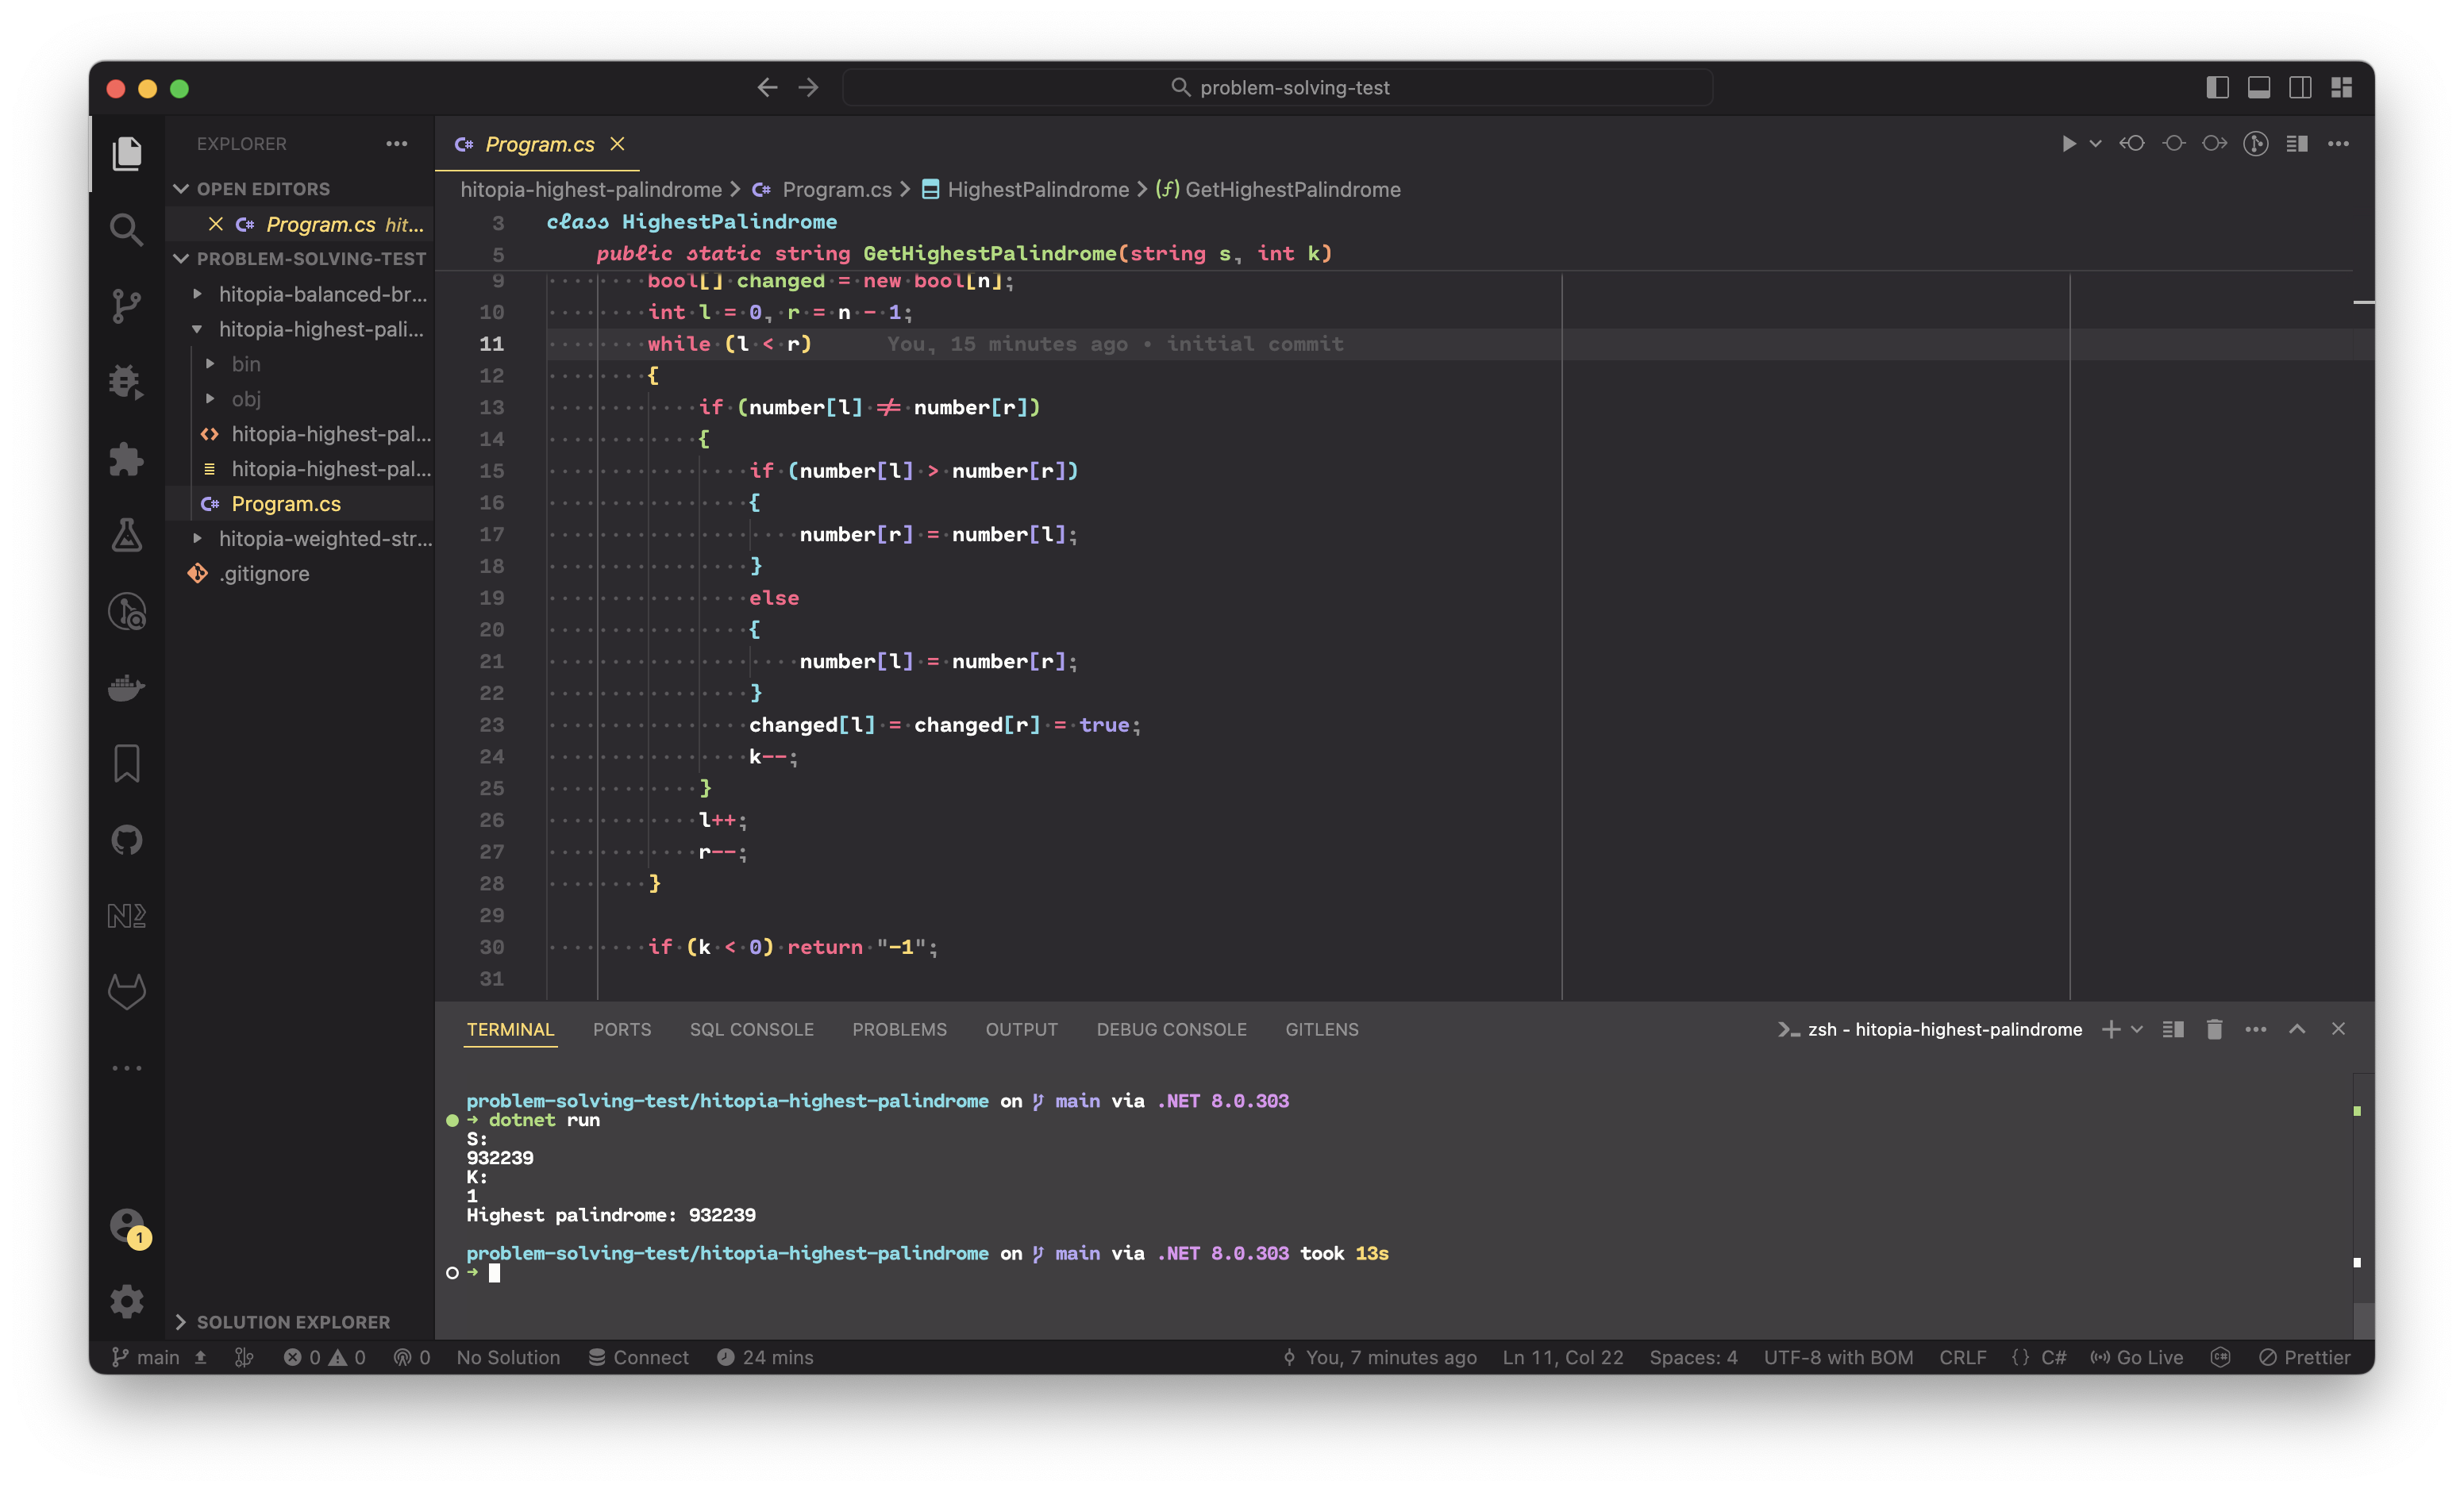 problem-solving-test
EXPLORER
OPEN EDITORS
Program.cs hit...
PROBLEM-SOLVING-TEST
hitopia-balanced-br...
hitopia-highest-pali...
bin
obj
hitopia-highest-pal...
hitopia-highest-pal...
Program.cs
hitopia-weighted-str...
.gitignore
SOLUTION EXPLORER
1
Program.cs
hitopia-highest-palindrome > Program.cs > HighestPalindrome > GetHighestPalindrome
3 class HighestPalindrome
5 public static string GetHighestPalindrome(string s, int k)
9 bool[] changed = new bool[n];
10 int l = 0, r = n - 1;
11 while (l < r) You, 15 minutes ago • initial commit
12 {
13 if (number[l] != number[r])
14 {
15 if (number[l] > number[r])
16 {
17 number[r] = number[l];
18 }
19 else
20 {
21 number[l] = number[r];
22 }
23 changed[l] = changed[r] = true;
24 k--;
25 }
26 l++;
27 r--;
28 }
29
30 if (k < 0) return "-1";
31
TERMINAL PORTS SQL CONSOLE PROBLEMS OUTPUT DEBUG CONSOLE GITLENS
zsh - hitopia-highest-palindrome
problem-solving-test/hitopia-highest-palindrome on main via .NET 8.0.303
➜ dotnet run
S:
932239
K:
1
Highest palindrome: 932239
problem-solving-test/hitopia-highest-palindrome on main via .NET 8.0.303 took 13s
➜
main 0 0 0 No Solution Connect 24 mins You, 7 minutes ago Ln 11, Col 22 Spaces: 4 UTF-8 with BOM CRLF {} C# Go Live Prettier